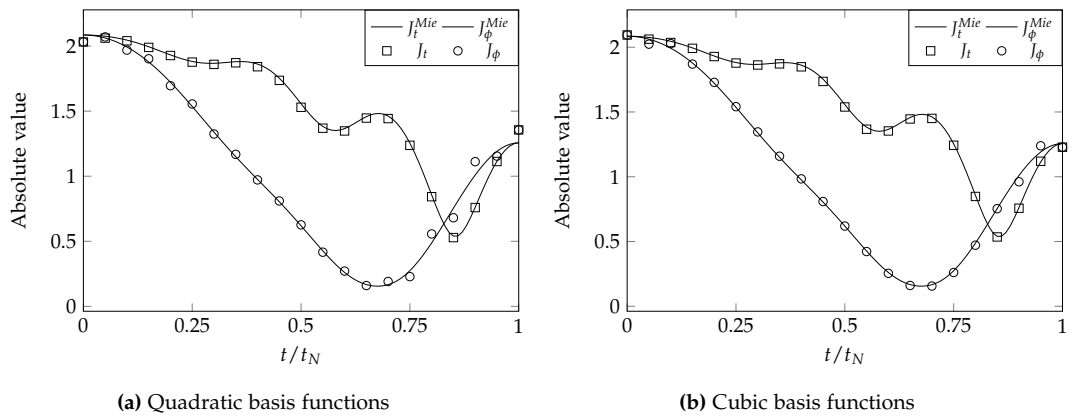 J_t^{Mie} J_ϕ^{Mie}
J_t J_ϕ
Absolute value
2
1.5
1
0.5
0
0 0.25 0.5 0.75 1
t/t_N
(a) Quadratic basis functions
J_t^{Mie} J_ϕ^{Mie}
J_t J_ϕ
Absolute value
2
1.5
1
0.5
0
0 0.25 0.5 0.75 1
t/t_N
(b) Cubic basis functions